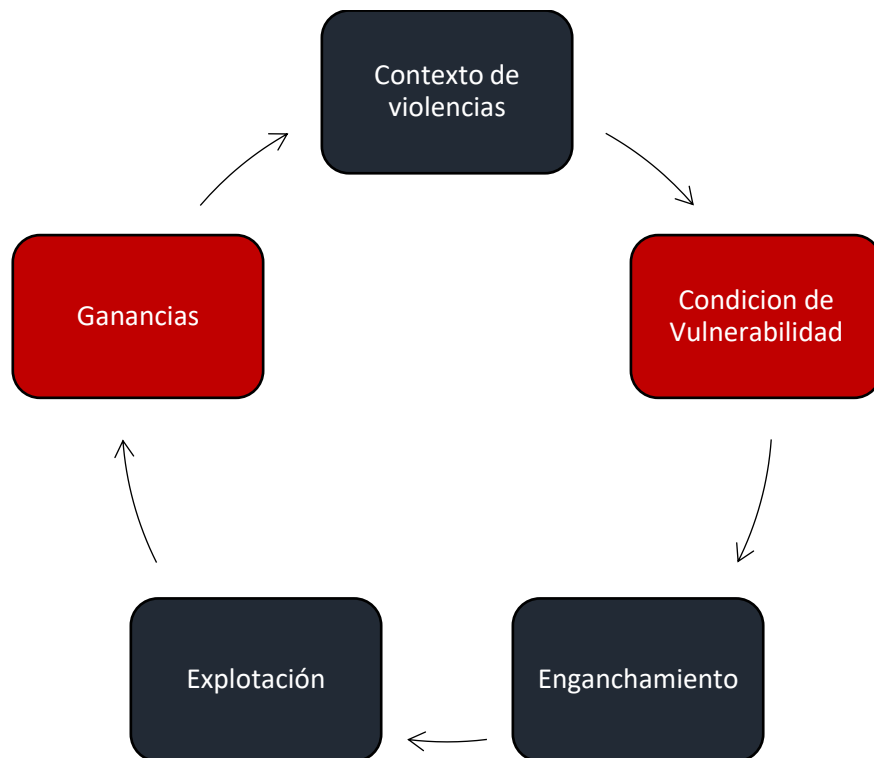 Contexto de
violencias
Ganancias
Condicion de
Vulnerabilidad
Explotación
Enganchamiento